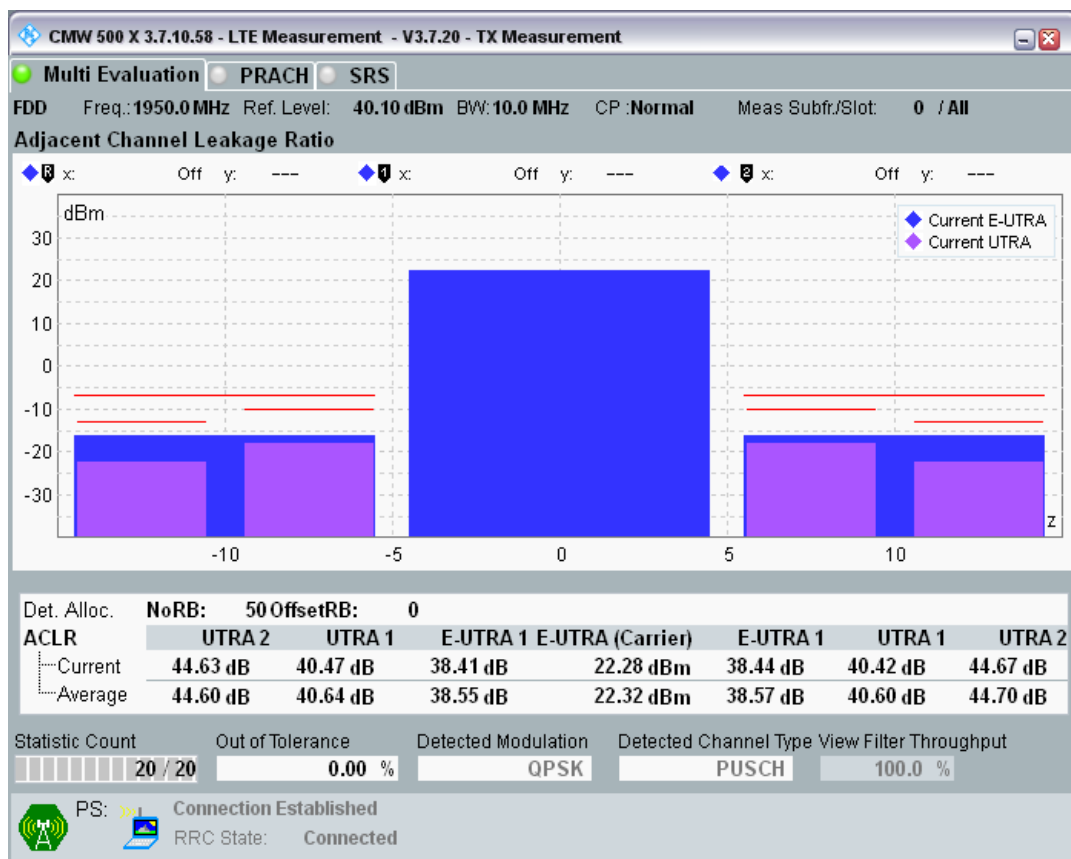 CMW 500 X 3.7.10.58 - LTE Measurement - V3.7.20 - TX Measurement
Multi Evaluation PRACH SRS
FDD Freq.:1950.0 MHz Ref. Level: 40.10 dBm BW:10.0 MHz CP :Normal Meas Subfr./Slot: 0 / All
Adjacent Channel Leakage Ratio
R x: Off y: --- 1 x: Off y: --- 2 x: Off y: ---
dBm
Current E-UTRA
Current UTRA
30
20
10
0
-10
-20
-30
z
-10 -5 0 5 10
Det. Alloc. NoRB: 50 OffsetRB: 0
ACLR UTRA 2 UTRA 1 E-UTRA 1 E-UTRA (Carrier) E-UTRA 1 UTRA 1 UTRA 2
Current 44.63 dB 40.47 dB 38.41 dB 22.28 dBm 38.44 dB 40.42 dB 44.67 dB
Average 44.60 dB 40.64 dB 38.55 dB 22.32 dBm 38.57 dB 40.60 dB 44.70 dB
Statistic Count Out of Tolerance Detected Modulation Detected Channel Type View Filter Throughput
20 / 20 0.00 % QPSK PUSCH 100.0 %
PS: Connection Established
RRC State: Connected